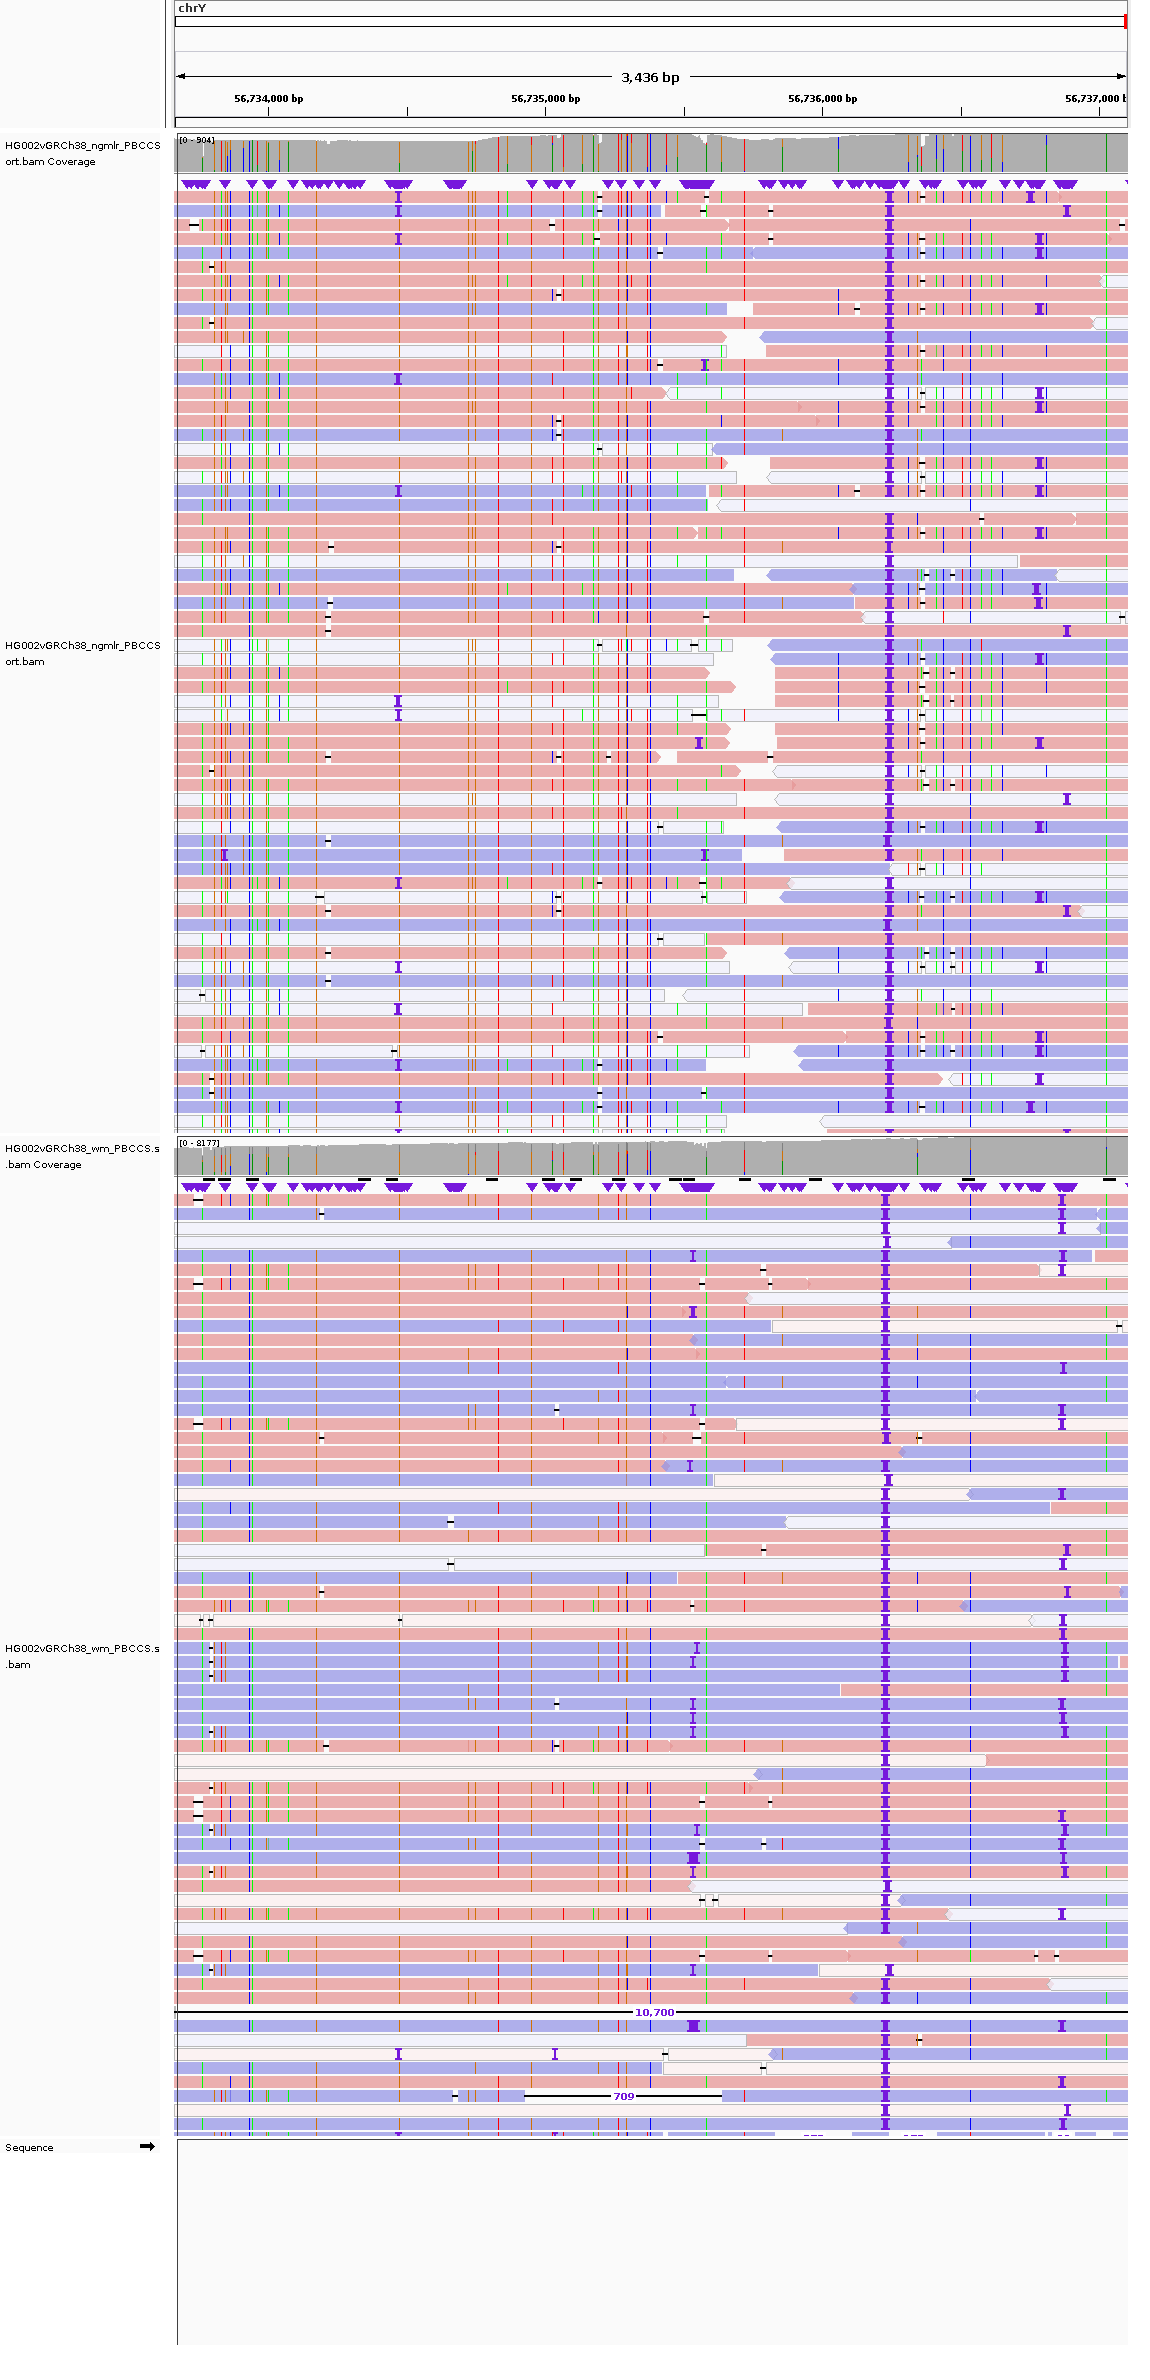 chrY
3,436 bp
56,734,000 bp
56,735,000 bp
56,736,000 bp
56,737,000 b
HG002vGRCh38_ngmlr_PBCCS
ort.bam Coverage
[0 - 904]
HG002vGRCh38_ngmlr_PBCCS
ort.bam
HG002vGRCh38_wm_PBCCS.s
.bam Coverage
[0 - 8177]
HG002vGRCh38_wm_PBCCS.s
.bam
10,700
709
Sequence